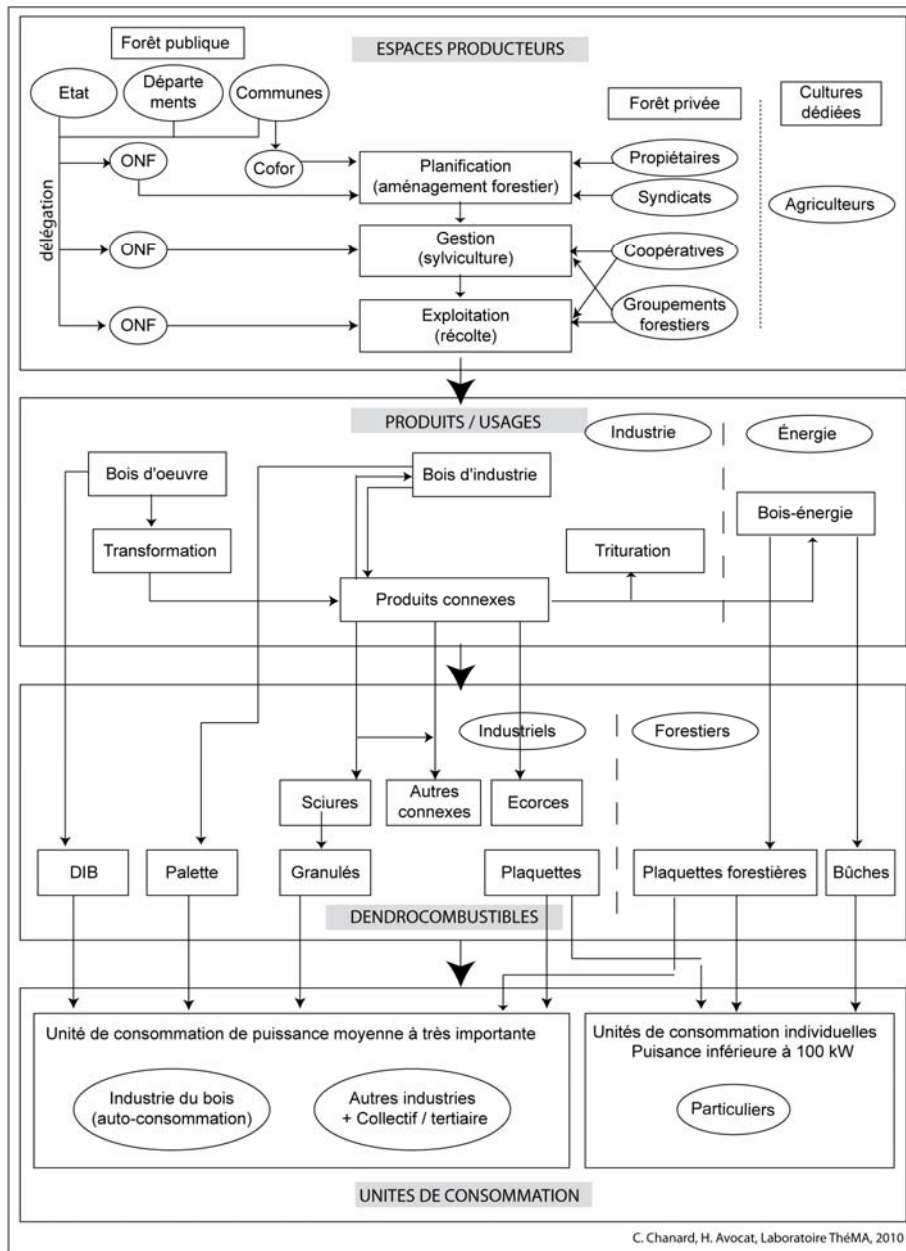 Forêt publique
ESPACES PRODUCTEURS
Etat
Départe
ments
Communes
Forêt privée
Cultures
dédiées
délégation
ONF
Cofor
Planification
(aménagement forestier)
Propiétaires
Syndicats
Agriculteurs
ONF
Gestion
(sylviculture)
Coopératives
ONF
Exploitation
(récolte)
Groupements
forestiers
PRODUITS / USAGES
Industrie
Énergie
Bois d'oeuvre
Bois d'industrie
Bois-énergie
Transformation
Trituration
Produits connexes
Industriels
Forestiers
Sciures
Autres
connexes
Ecorces
DIB
Palette
Granulés
Plaquettes
Plaquettes forestières
Bûches
DENDROCOMBUSTIBLES
Unité de consommation de puissance moyenne à très importante
Unités de consommation individuelles
Puisance inférieure à 100 kW
Industrie du bois
(auto-consommation)
Autres industries
+ Collectif / tertiaire
Particuliers
UNITES DE CONSOMMATION
C. Chanard, H. Avocat, Laboratoire ThéMA, 2010